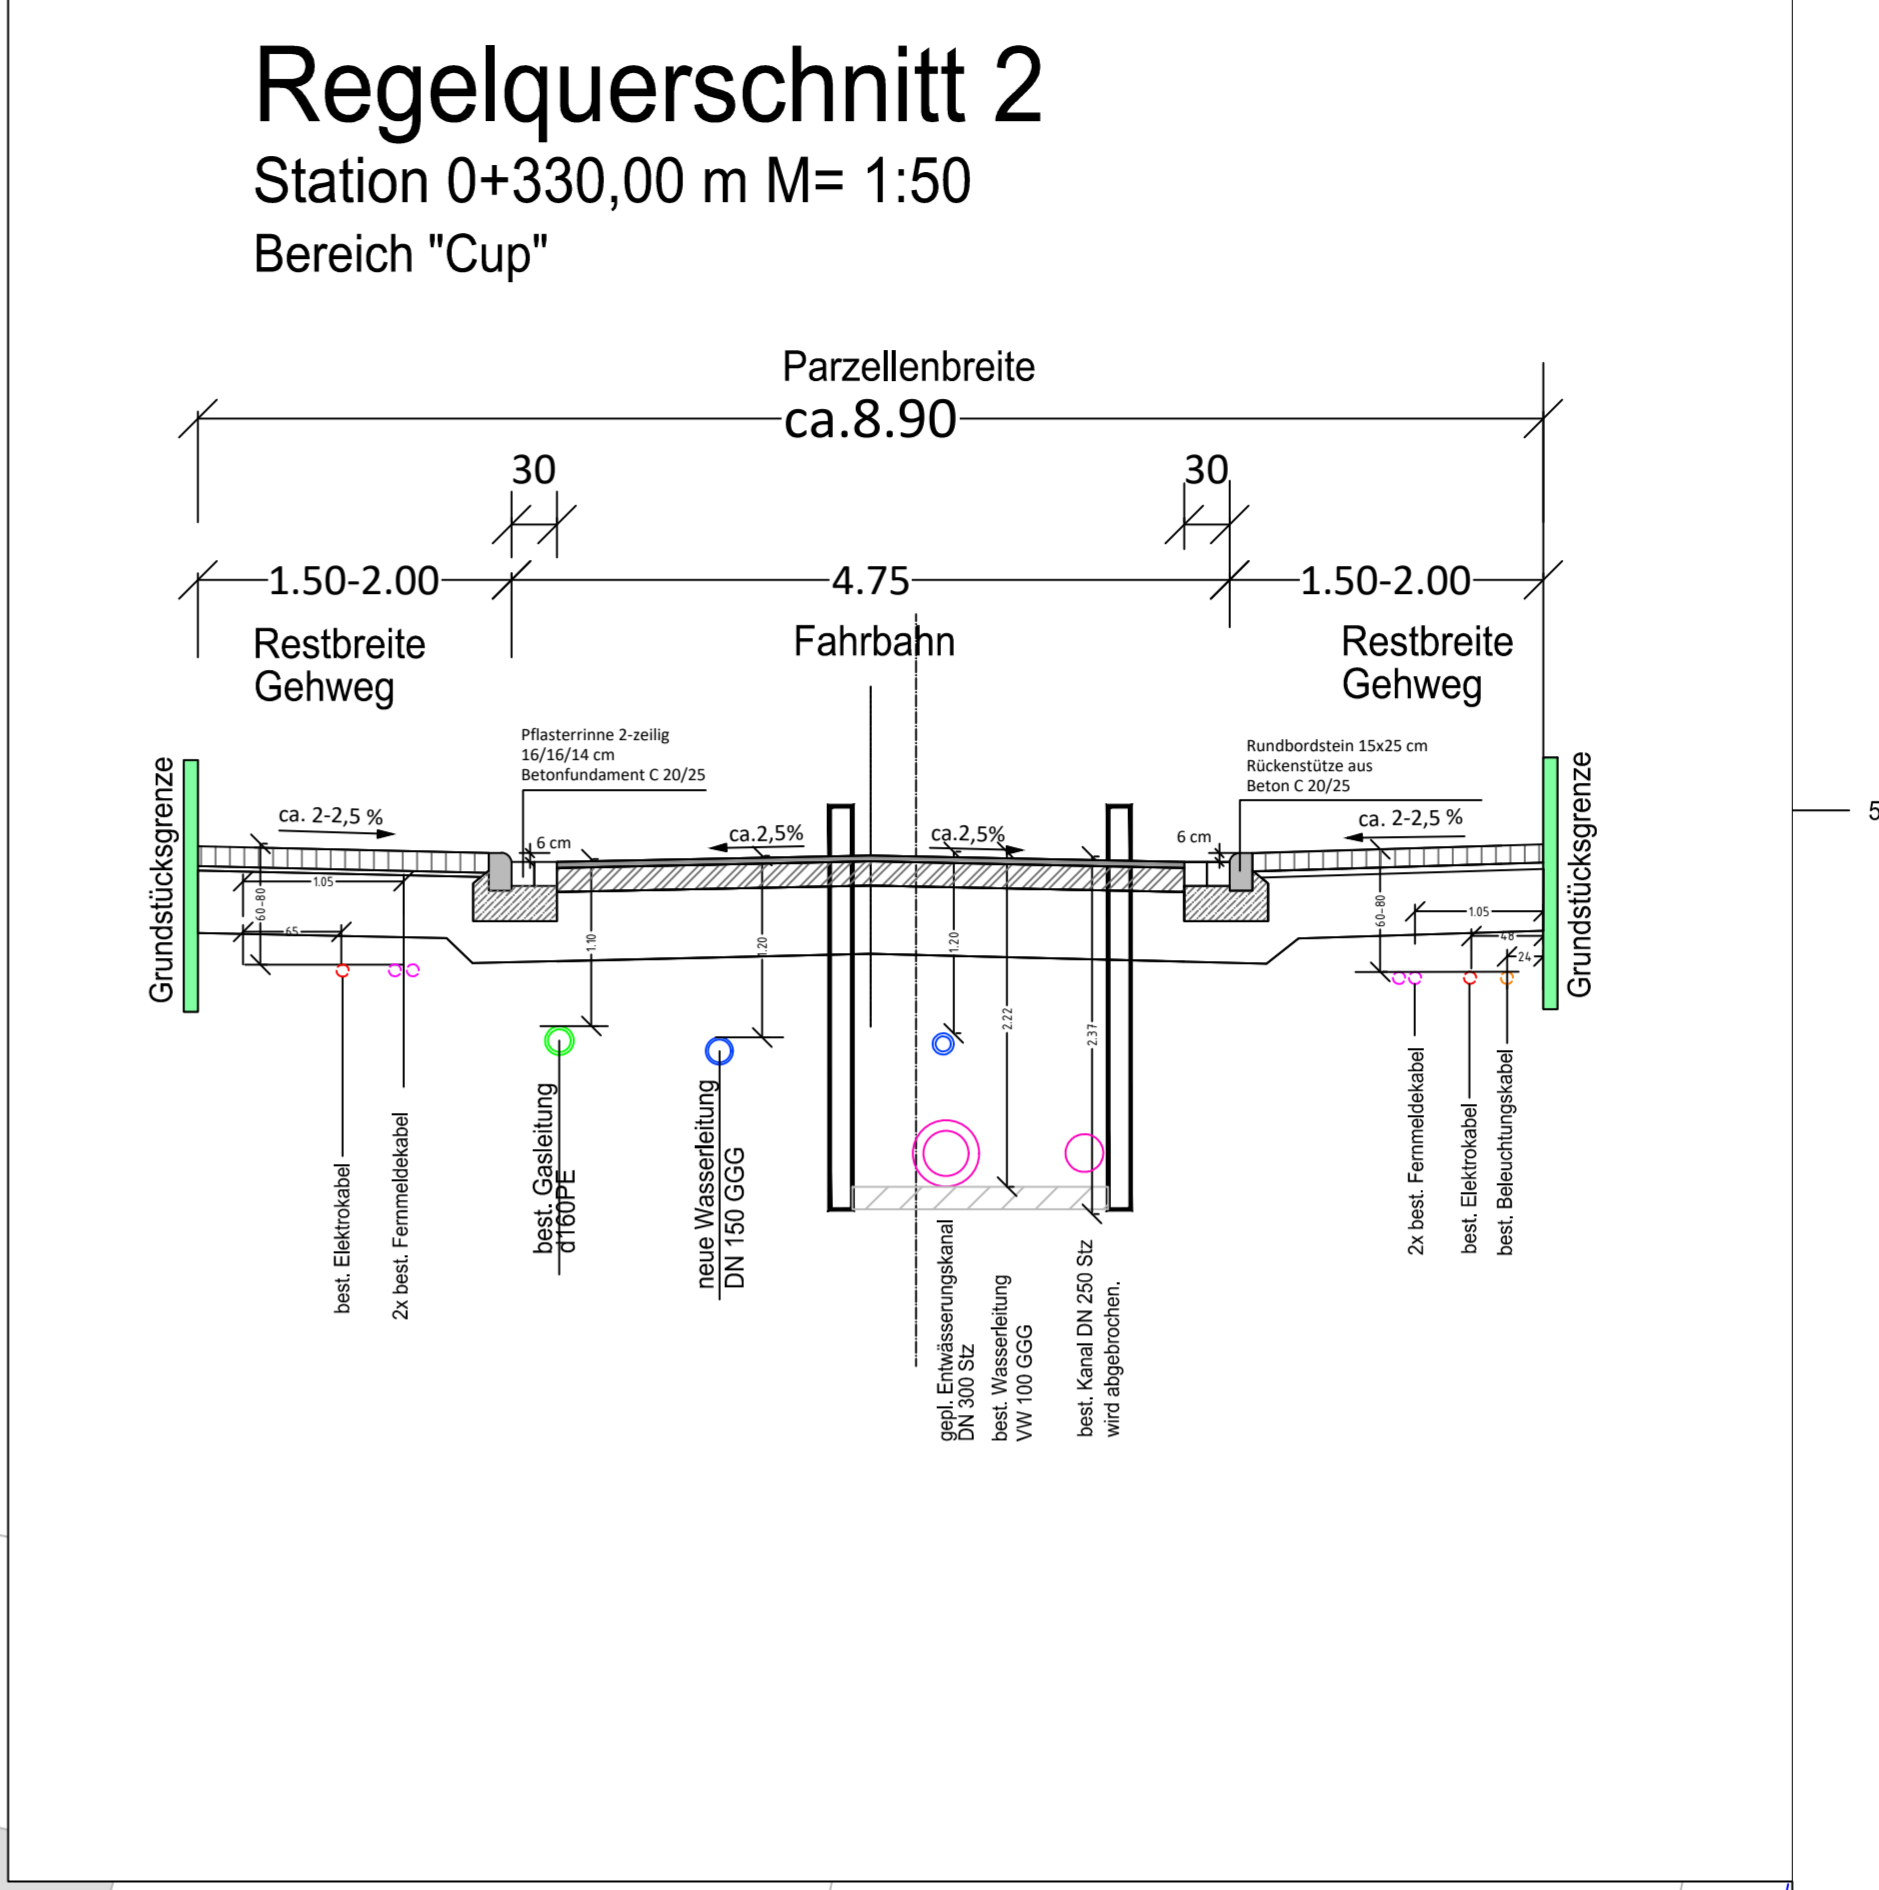 Regelquerschnitt 2
Station 0+330,00 m M= 1:50
Bereich "Cup"
Parzellenbreite
ca.8.90
30
30
1.50-2.00
4.75
1.50-2.00
Restbreite
Gehweg
Fahrbahn
Restbreite
Gehweg
Pflasterrinne 2-zeilig
16/16/14 cm
Betonfundament C 20/25
Rundbordstein 15x25 cm
Rückenstütze aus
Beton C 20/25
Grundstücksgrenze
Grundstücksgrenze
5
ca. 2-2,5 %
6 cm
ca.2,5%
ca.2,5%
6 cm
ca. 2-2,5 %
1.05
60-80
65
1.10
1.20
1.20
2.22
2.37
60-80
1.05
48
24
best. Elektrokabel
2x best. Fernmeldekabel
best. Gasleitung
d160PE
neue Wasserleitung
DN 150 GGG
gepl. Entwässerungskanal
DN 300 Stz
best. Wasserleitung
VW 100 GGG
best. Kanal DN 250 Stz
wird abgebrochen.
2x best. Fernmeldekabel
best. Elektrokabel
best. Beleuchtungskabel